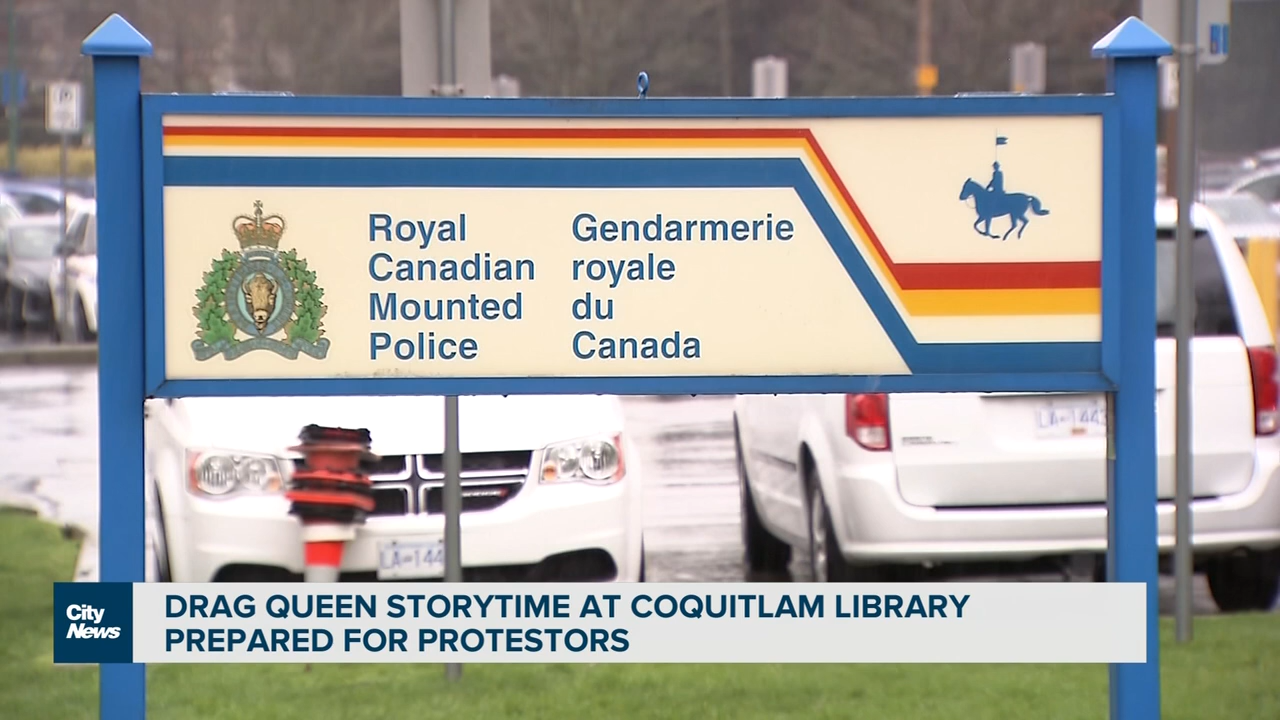 Royal
Canadian
Mounted
Police
Gendarmerie
royale
du
Canada
City
News
DRAG QUEEN STORYTIME AT COQUITLAM LIBRARY
PREPARED FOR PROTESTORS